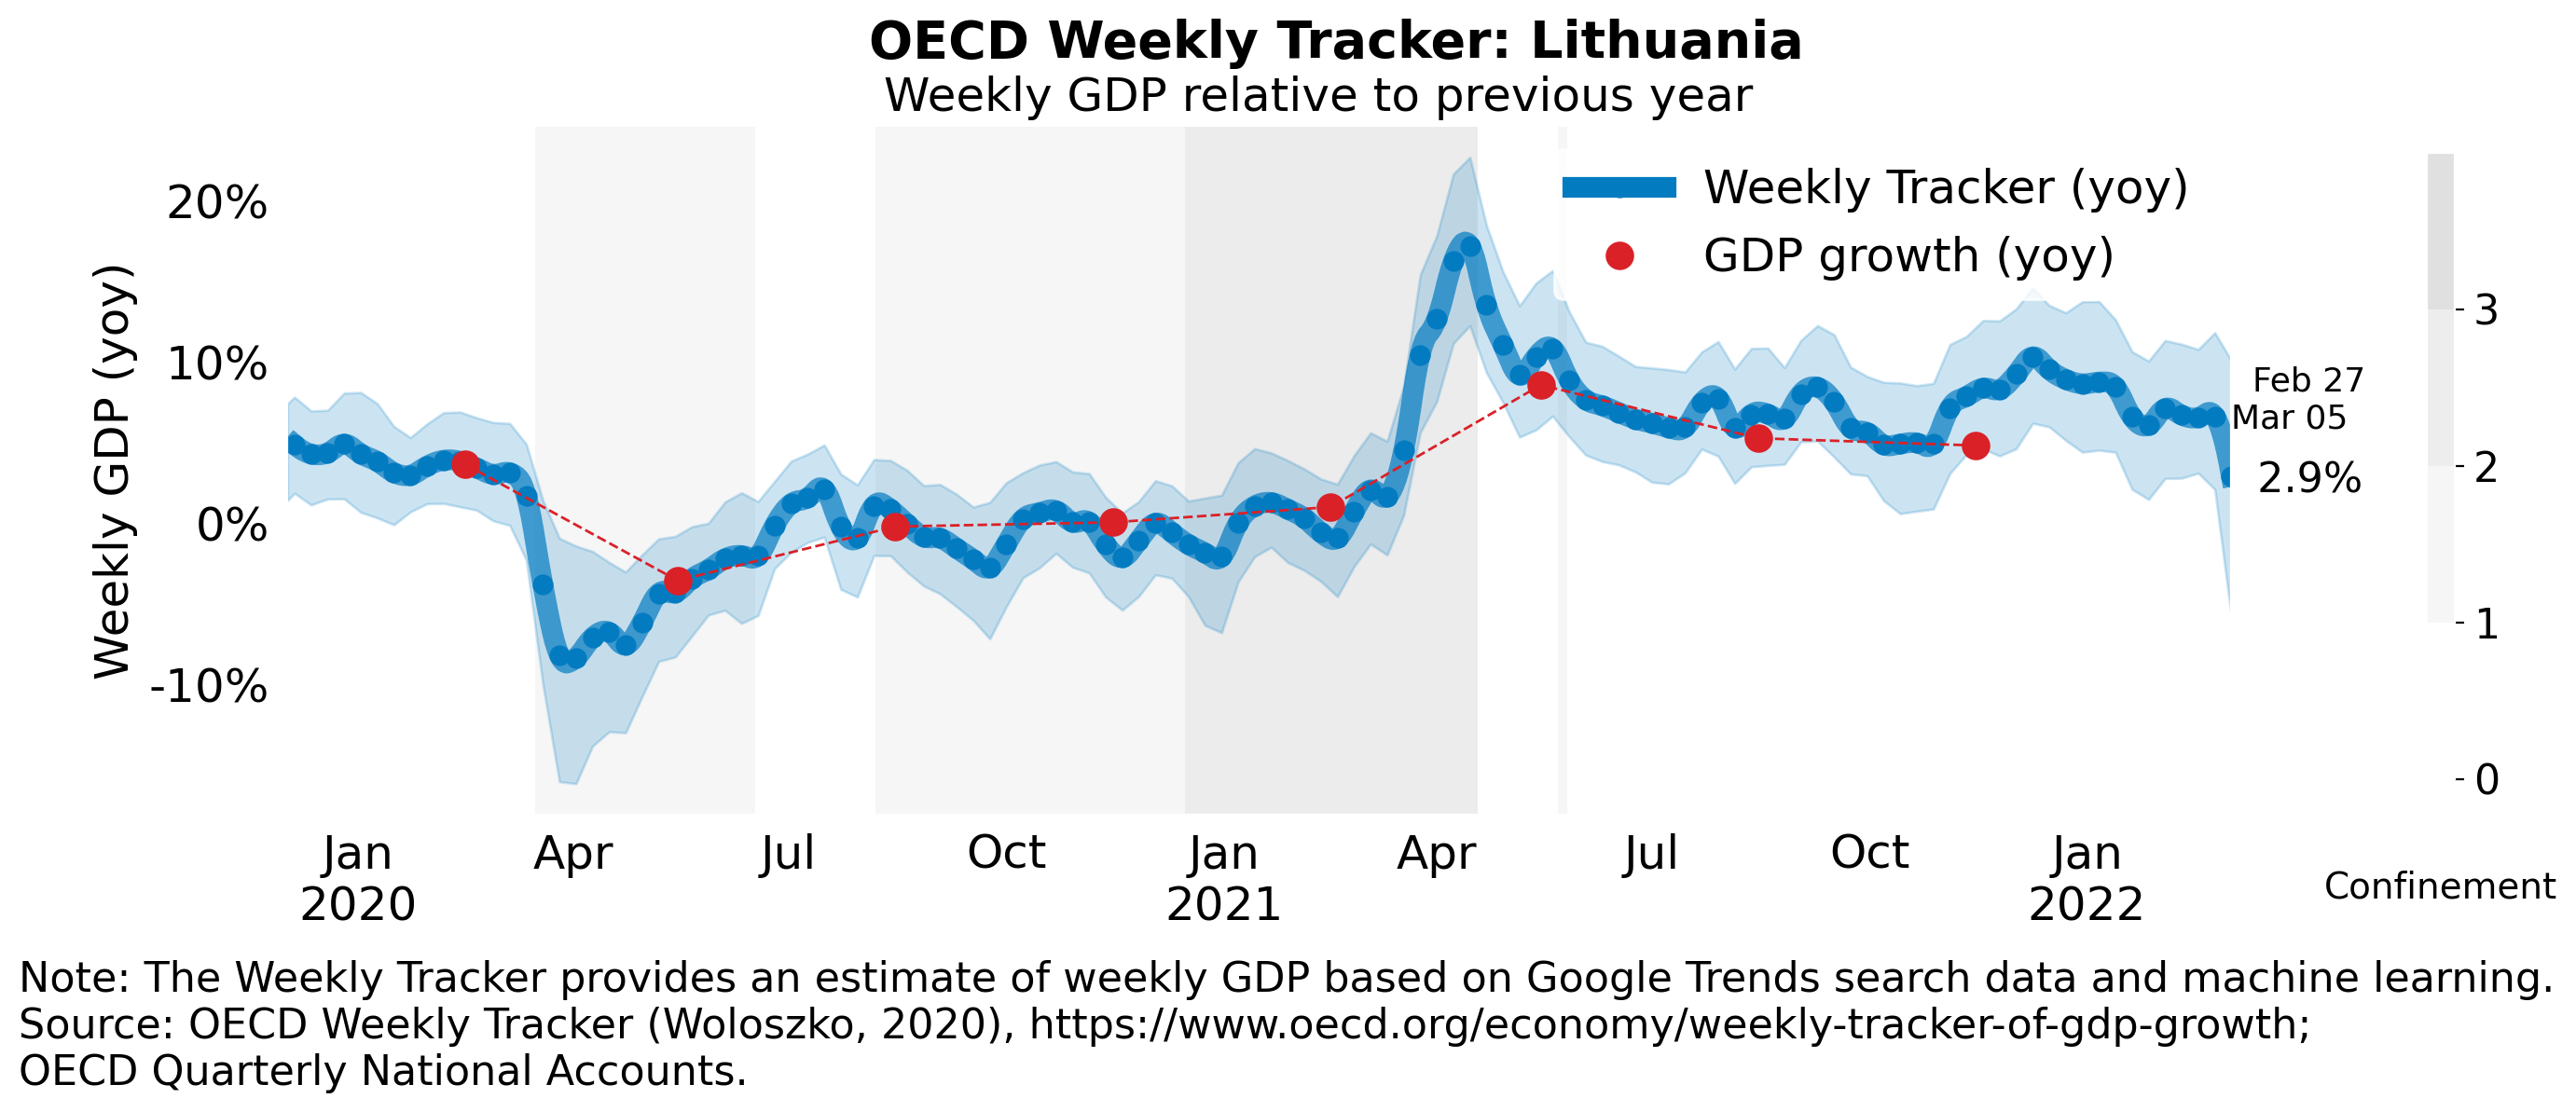 OECD Weekly Tracker: Lithuania
Weekly GDP relative to previous year
Weekly GDP (yoy)
20%
10%
0%
-10%
Weekly Tracker (yoy)
GDP growth (yoy)
Feb 27
Mar 05
2.9%
3
2
1
0
Confinement
Jan Apr Jul Oct Jan Apr Jul Oct Jan
2020 2021 2022
Note: The Weekly Tracker provides an estimate of weekly GDP based on Google Trends search data and machine learning.
Source: OECD Weekly Tracker (Woloszko, 2020), https://www.oecd.org/economy/weekly-tracker-of-gdp-growth;
OECD Quarterly National Accounts.